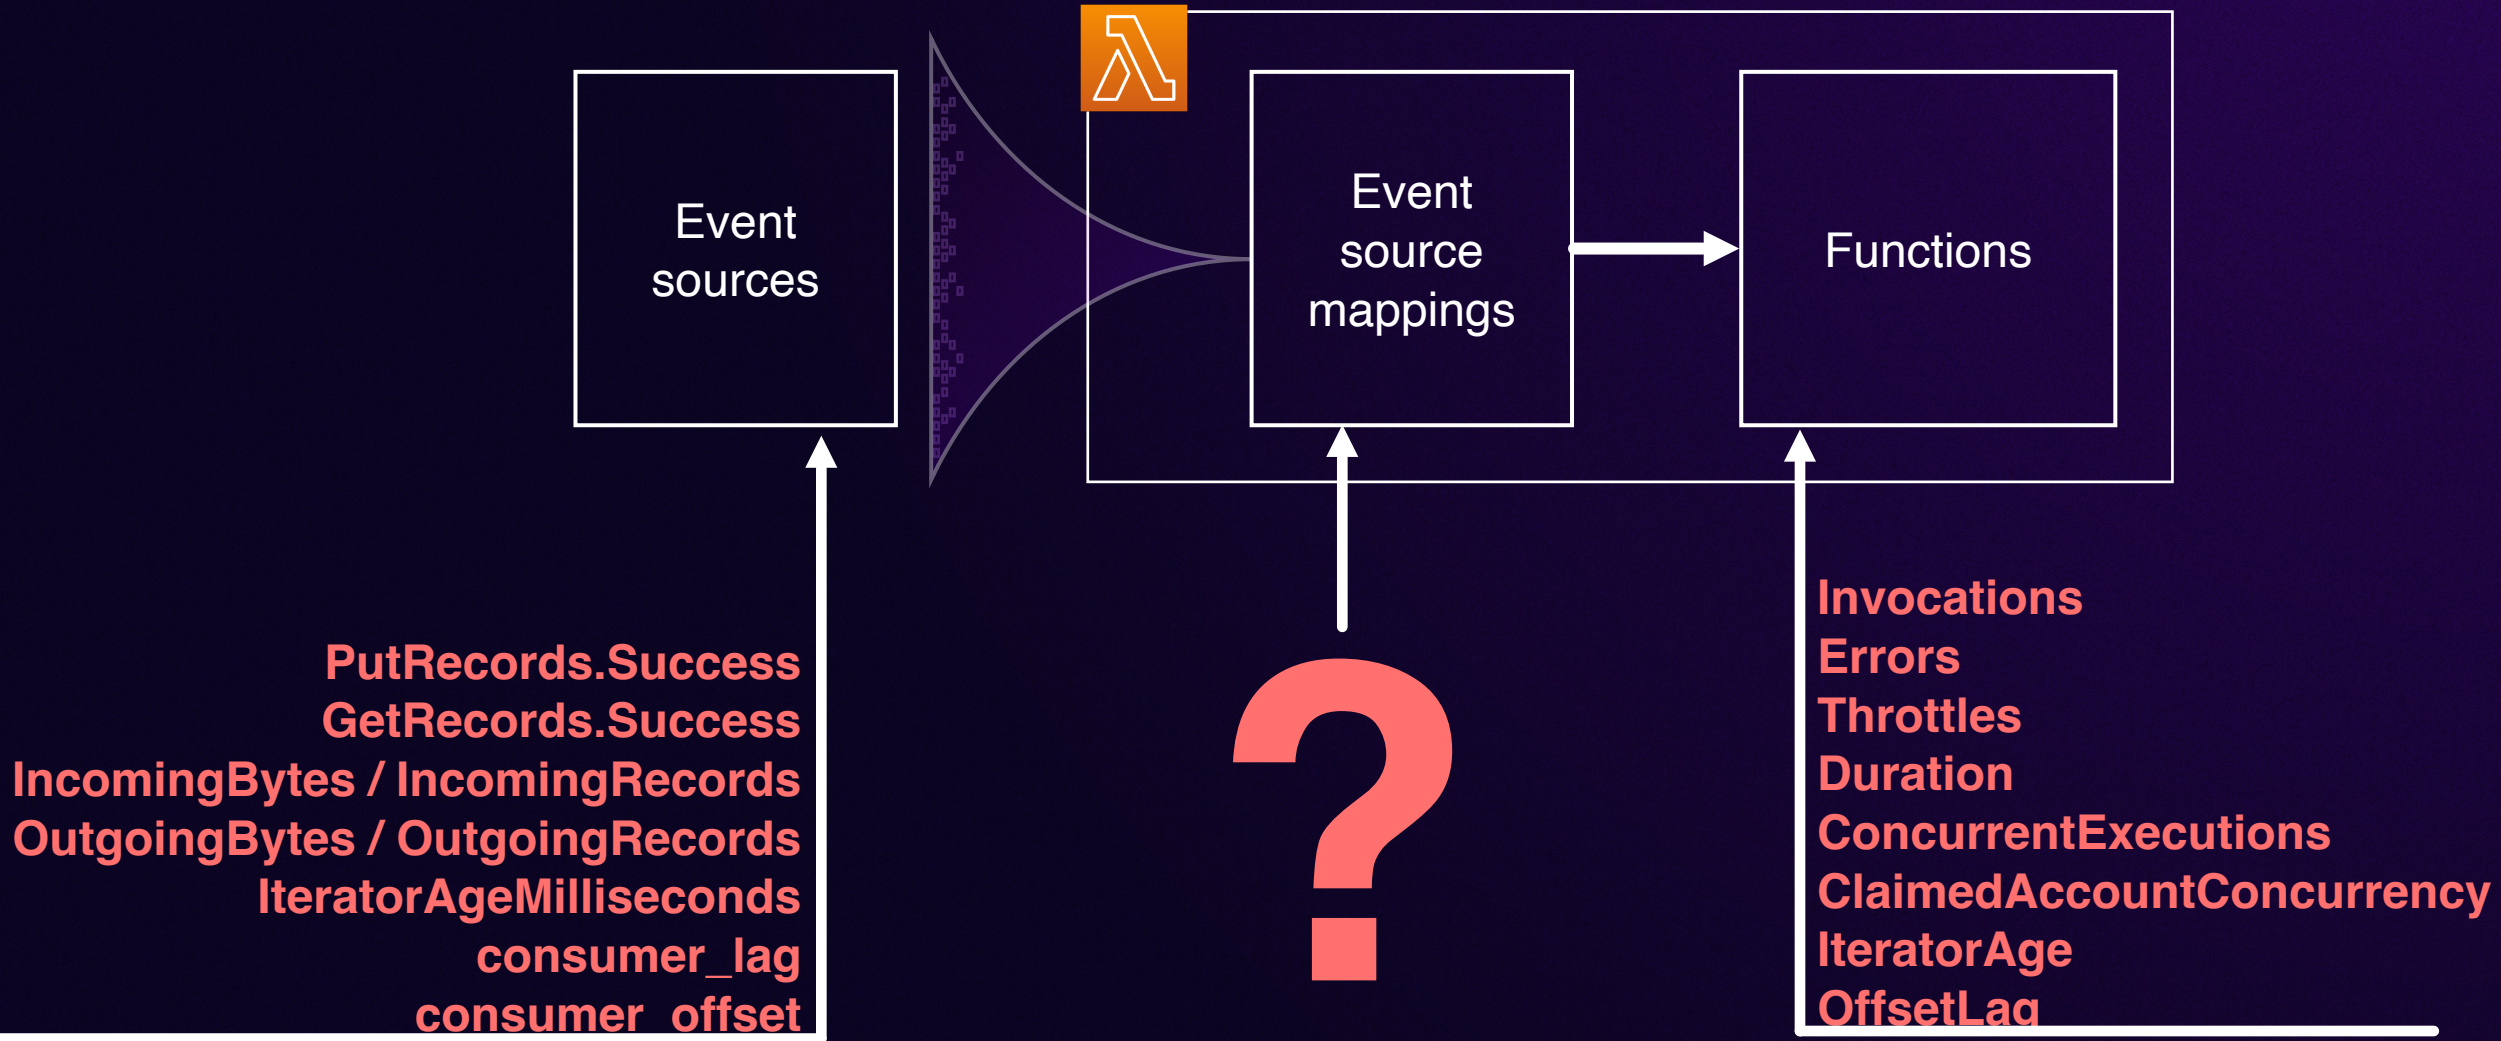 Event
sources
Event
source
mappings
Functions
PutRecords.Success
GetRecords.Success
IncomingBytes / IncomingRecords
OutgoingBytes / OutgoingRecords
IteratorAgeMilliseconds
consumer_lag
consumer_offset
?
Invocations
Errors
Throttles
Duration
ConcurrentExecutions
ClaimedAccountConcurrency
IteratorAge
OffsetLag